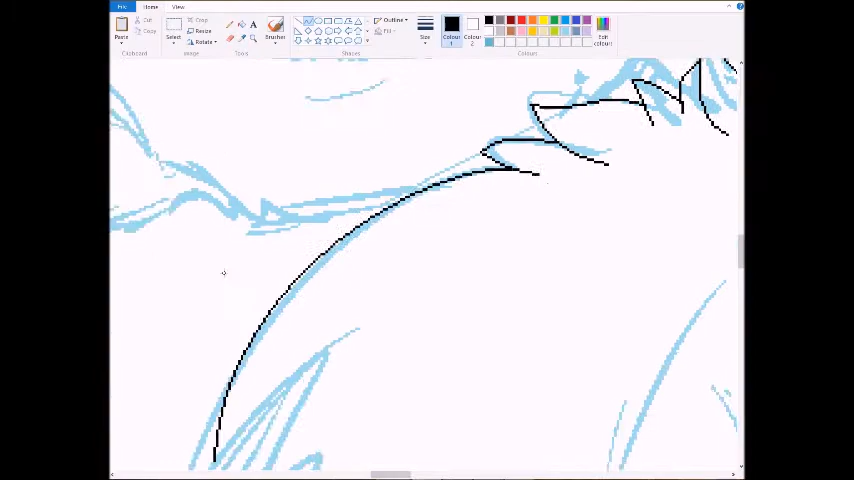 File Home View
Paste Cut Copy Clipboard
Select Crop Resize Rotate Image
Tools
Brushes
Outline Fill Shapes
Size
Colour 1 Colour 2 Edit colours Colours